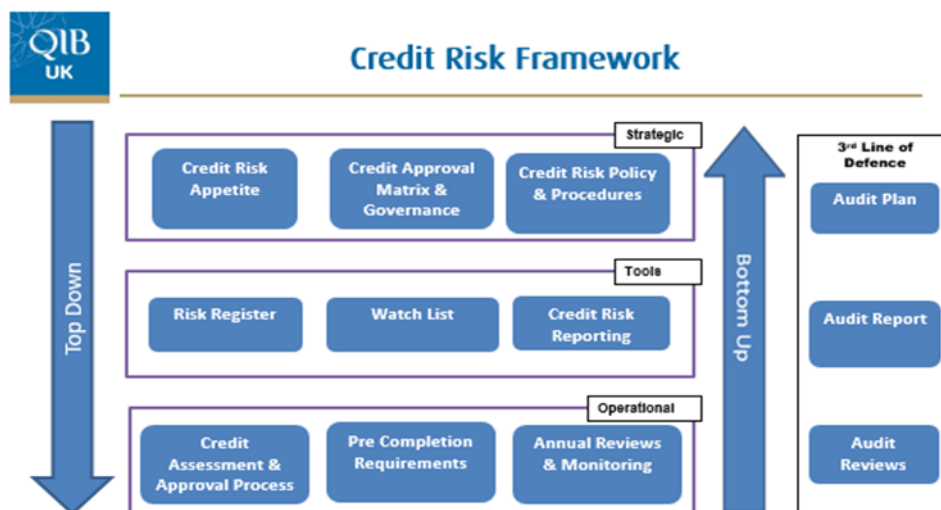 QIB
UK
Credit Risk Framework
Top Down
Strategic
Credit Risk
Appetite
Credit Approval
Matrix &
Governance
Credit Risk Policy
& Procedures
Tools
Risk Register
Watch List
Credit Risk
Reporting
Operational
Credit
Assessment &
Approval Process
Pre Completion
Requirements
Annual Reviews
& Monitoring
Bottom Up
3rd Line of
Defence
Audit Plan
Audit Report
Audit
Reviews